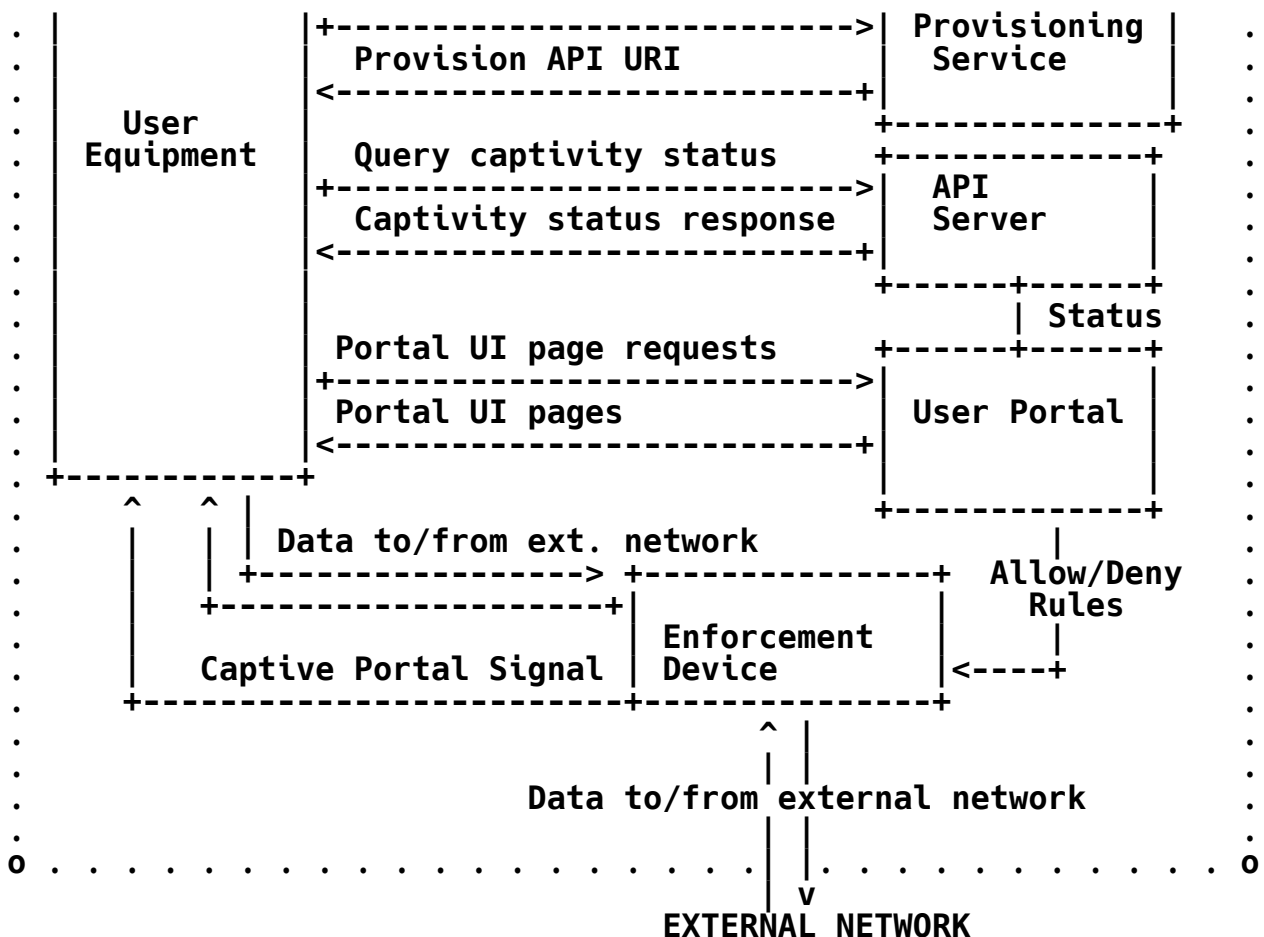 Provisioning
Provision API URI
Service
User
Equipment
Query captivity status
API
Captivity status response
Server
Status
Portal UI page requests
Portal UI pages
User Portal
Data to/from ext. network
Allow/Deny
Rules
Enforcement
Captive Portal Signal
Device
Data to/from external network
EXTERNAL NETWORK